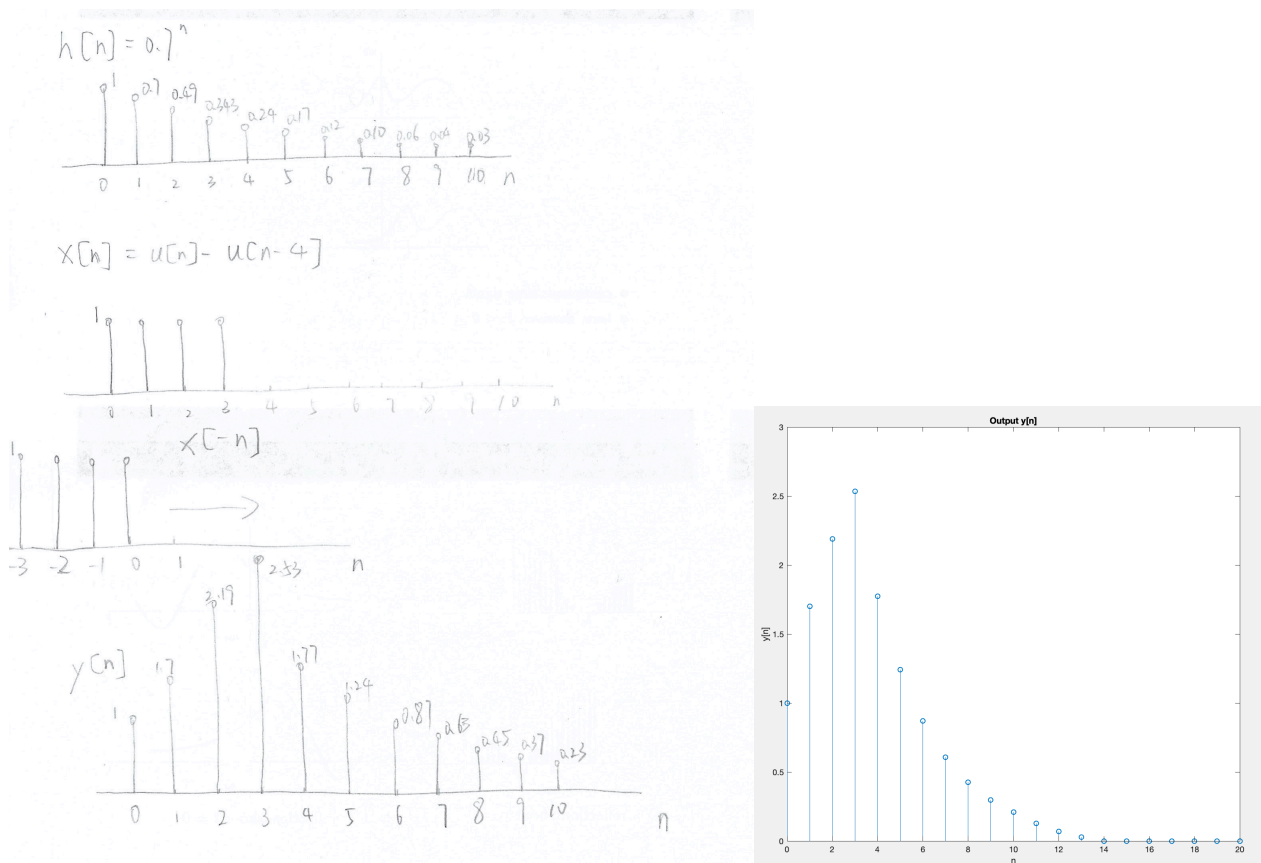 h[n] = 0.7^n
1 0.7 0.49 0.343 0.24 0.17 0.12 0.10 0.06 0.04 0.03
0 1 2 3 4 5 6 7 8 9 10 n
x[n] = u[n] - u[n-4]
1
0 1 2 3 4 5 6 7 8 9 10 n
x[-n]
1
-3 -2 -1 0 1 n
y[n]
1 1.7 2.19 2.53 1.77 1.24 0.87 0.63 0.45 0.37 0.23
0 1 2 3 4 5 6 7 8 9 10 n
Output y[n]
3
2.5
2
1.5
1
0.5
0
y[n]
0 2 4 6 8 10 12 14 16 18 20
n